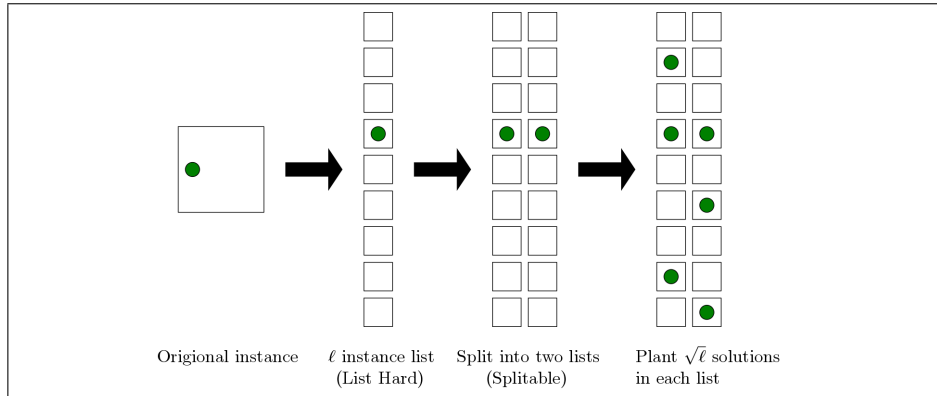 Origional instance
ℓ instance list
(List Hard)
Split into two lists
(Splitable)
Plant √ℓ solutions
in each list